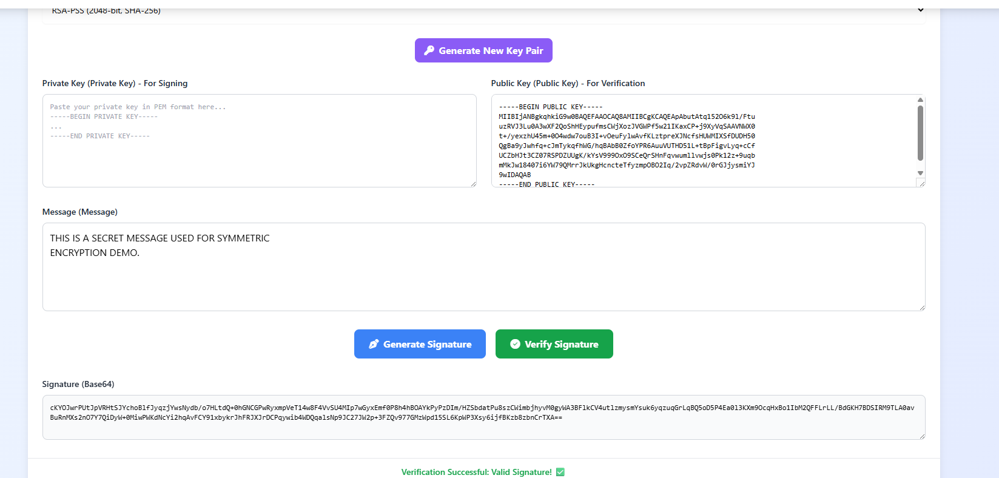 RSA-PSS (2048-bit, SHA-256)
Generate New Key Pair
Private Key (Private Key) - For Signing
Paste your private key in PEM format here...
-----BEGIN PRIVATE KEY-----
...
-----END PRIVATE KEY-----
Public Key (Public Key) - For Verification
-----BEGIN PUBLIC KEY-----
MIIBIjANBgkqhkiG9w0BAQEFAAOCAQ8AMIIBCgKCAQEApAbutAtq152O6k9l/Ftu
uzRVJ3Lu0A3wXF2QoShHEypufmsCWjXozJVGWPf5w21IKaxCP+j9XyVqSAAVNWX0
t+/yexzhU45m+0O4wdw7ouB3I+vOeuFylwAvfKLztpreXJNcfsHUWMIXSfDUDH50
QgBa9yJwhfq+cJmTykqfhWG/hqBAbB0ZfoYPR6AuuVUTHD51L+tBpFigvLyq+cCf
UCZbHJt3CZ07RSPDZUUgK/kYsV999OxO9SCeQrSHnFqvwumllvwjs0Pk12z+9uqb
mMkJw18407i6YW79QMrrJkUkgHcncteTfyzmpOBO2Iq/2vpZRdvW/0rGJjysmiYJ
9wIDAQAB
-----END PUBLIC KEY-----
Message (Message)
THIS IS A SECRET MESSAGE USED FOR SYMMETRIC
ENCRYPTION DEMO.
Generate Signature
Verify Signature
Signature (Base64)
cKYOJwrPUtJpVRHtSJYchoBlfJyqzjYwsNydb/o7HLtdQ+0hGNCGPwRyxmpVeT14w8F4VvSU4MIp7wGyxEmf0P8h4hBOAYkPyPzDIm/HZSbdatPu8szCWimbjhyvM0gyWA3BFlkCV4utlzmysmYsuk6yqzuqGrLqBQ5oD5P4Ea0l3KXm9OcqHxBo1IbM2QFFLrLL/BdGKH7BDSIRM9TLA0av
BuRnMXs2nO7Y7QiDyW+0MiwPWKdNcYi2hqAvFCY91xbykrJhFRJXJrDCPqywib4WDQqalsNp9JC27JW2p+3FZQv977GMzWpd15SL6KpWP3Xsy6ijfBKzb8zbnCrTXA==
Verification Successful: Valid Signature! ✅